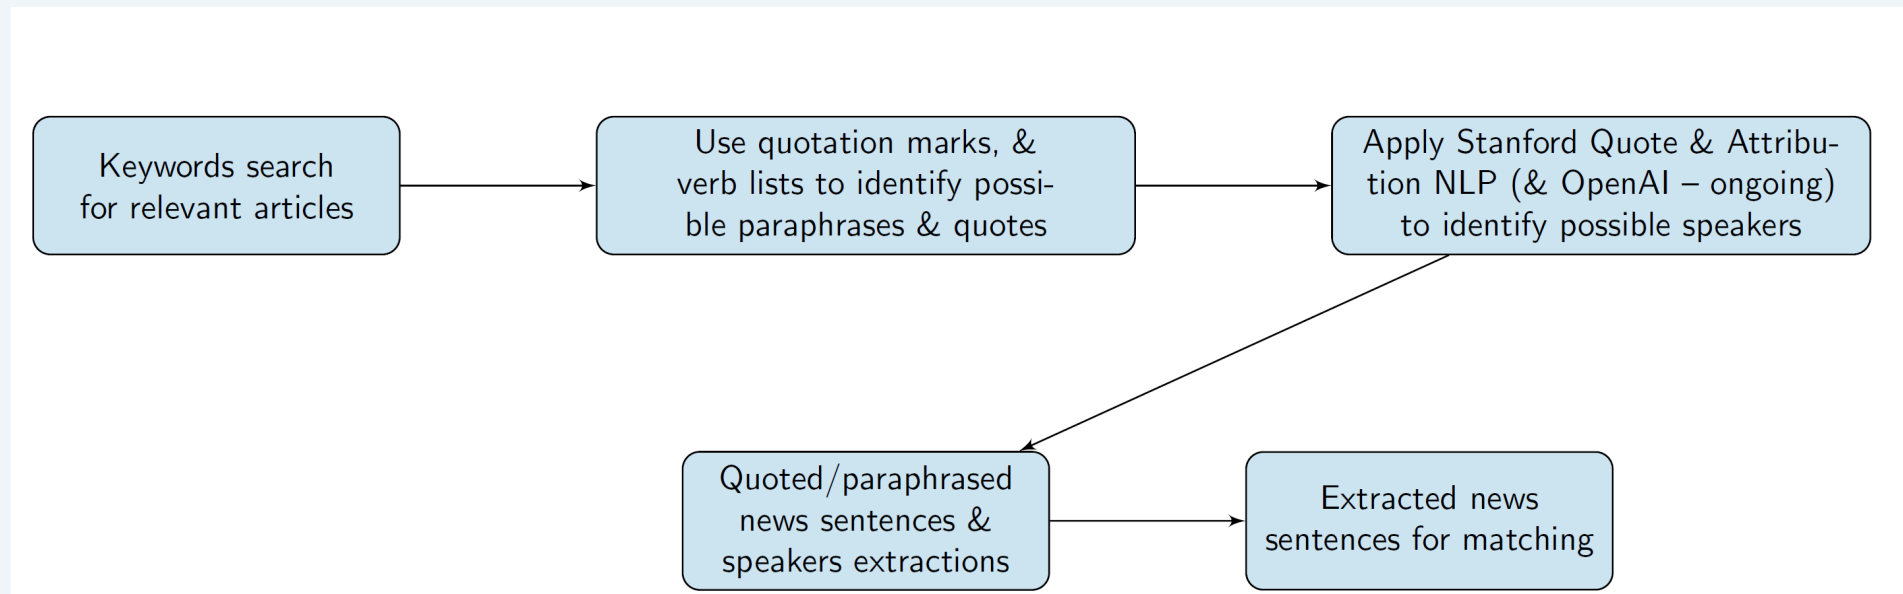 Keywords search
for relevant articles
Use quotation marks, &
verb lists to identify possi-
ble paraphrases & quotes
Apply Stanford Quote & Attribu-
tion NLP (& OpenAI – ongoing)
to identify possible speakers
Quoted/paraphrased
news sentences &
speakers extractions
Extracted news
sentences for matching